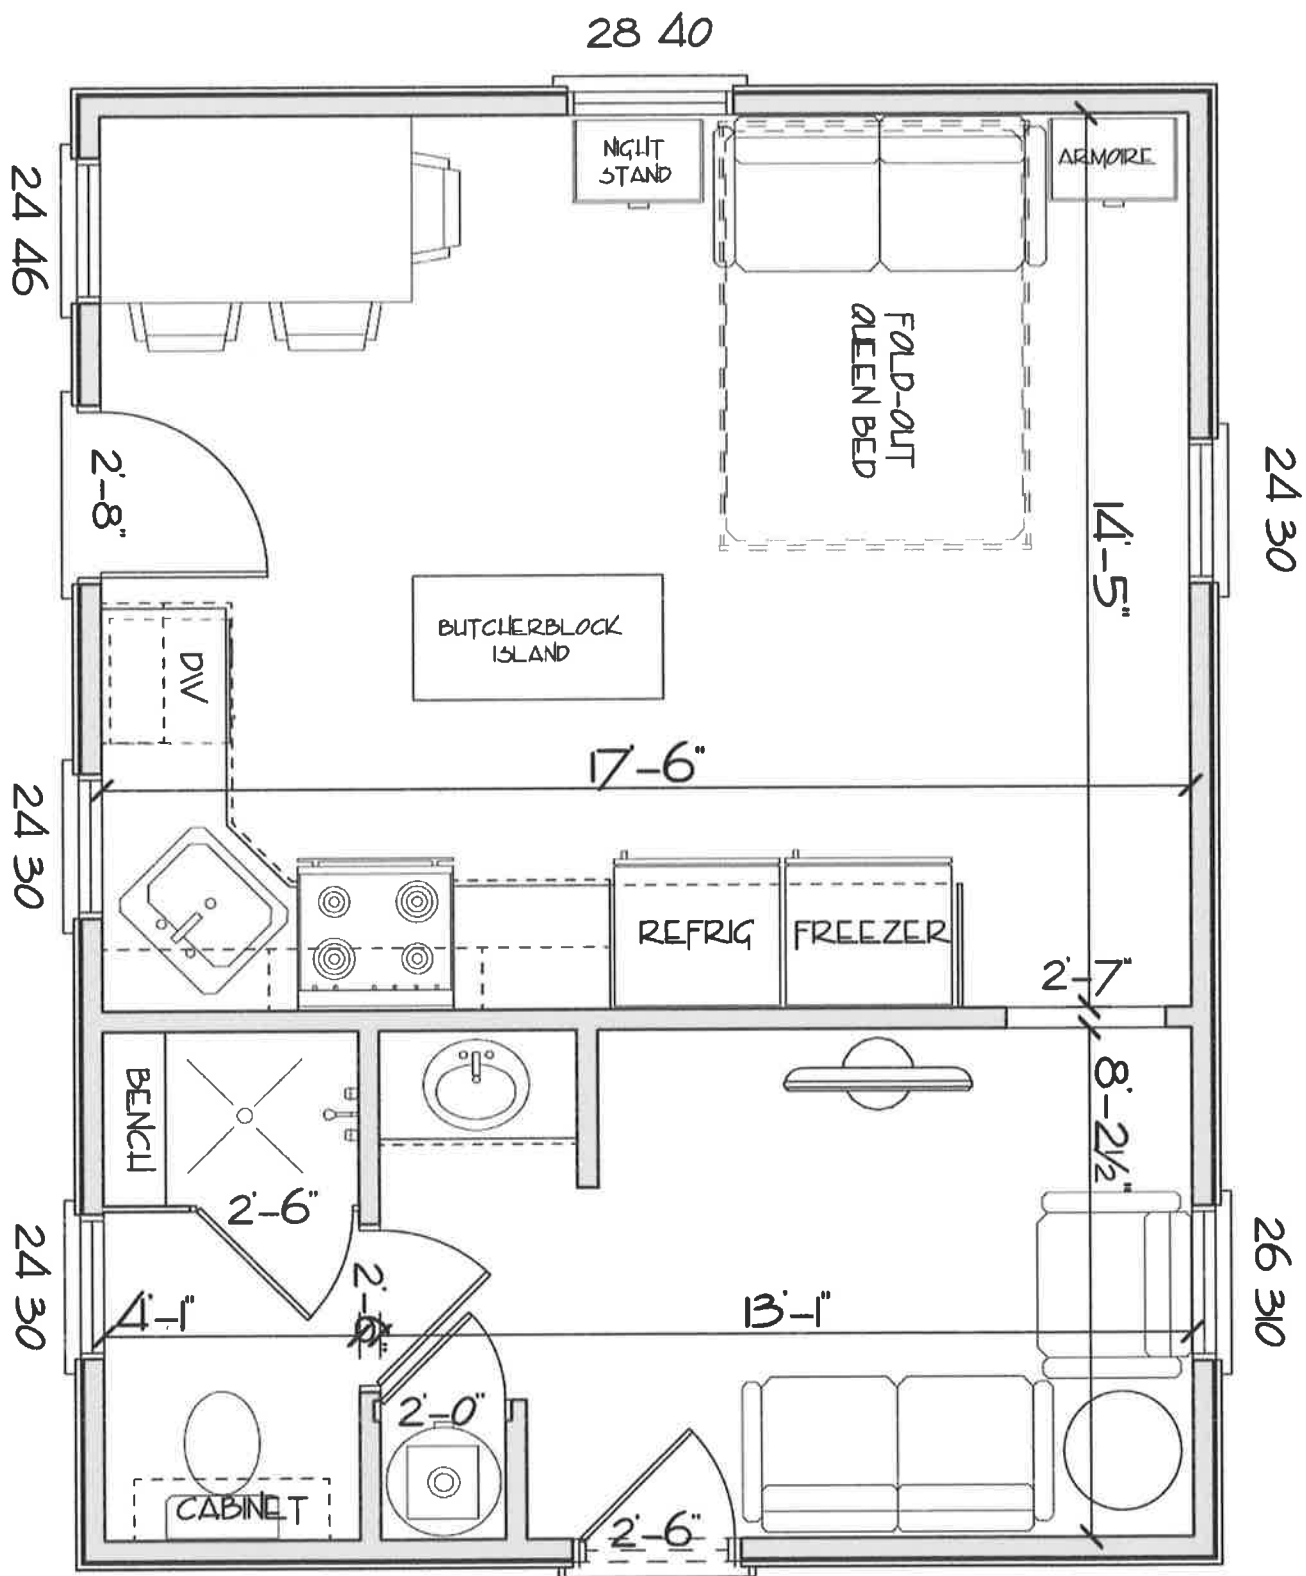 28 40
NIGHT
STAND
ARMOIRE
24 46
FOLD-OUT
QUEEN BED
24 30
2'-8"
14'-5"
BUTCHERBLOCK
ISLAND
DW
17'-6"
24 30
REFRIG
FREEZER
2'-7"
BENCH
8'-2½"
2'-6"
24 30
4'-1"
13'-1"
26 310
2'-0"
CABINET
2'-6"